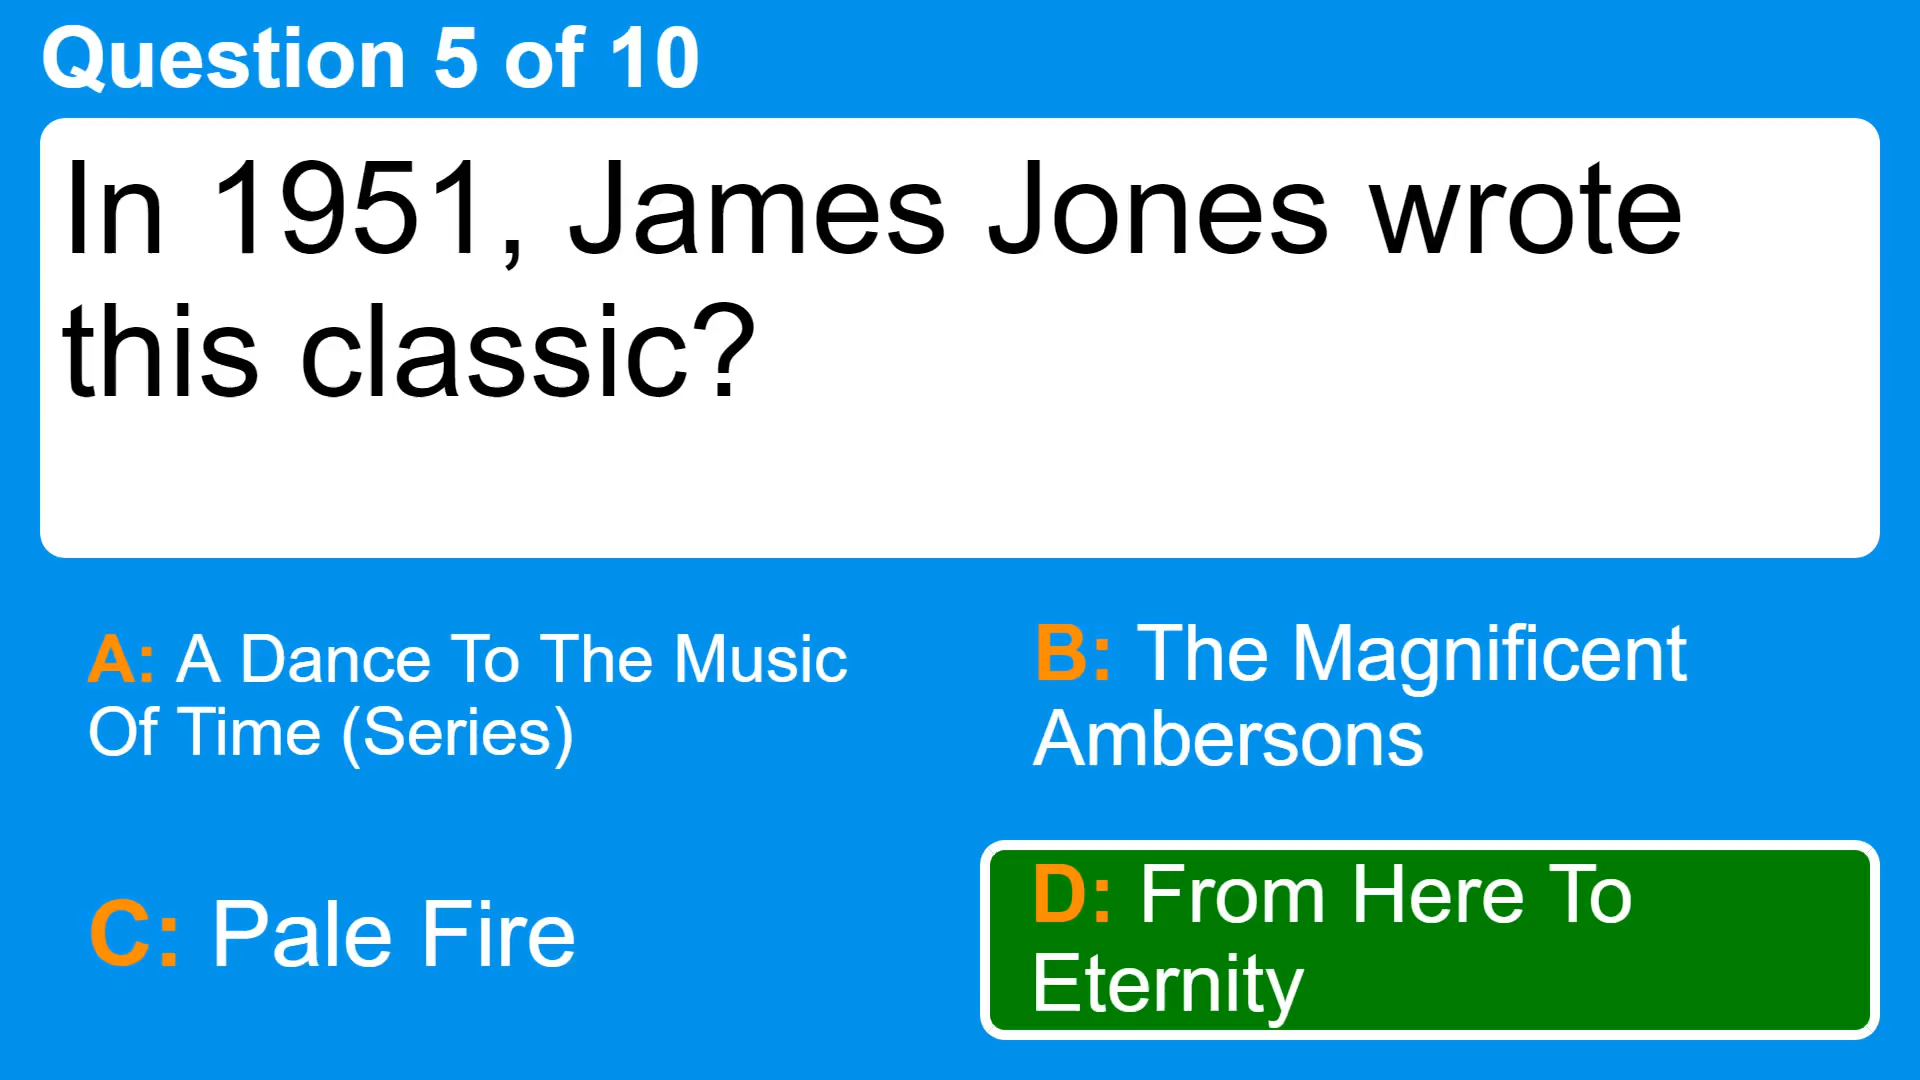 Question 5 of 10
In 1951, James Jones wrote
this classic?
A: A Dance To The Music
Of Time (Series)
B: The Magnificent
Ambersons
C: Pale Fire
D: From Here To
Eternity